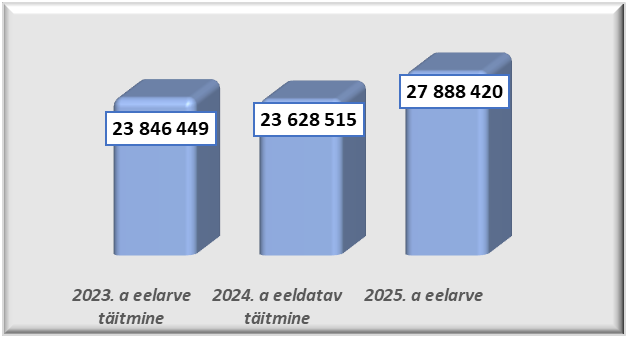 23 846 449
23 628 515
27 888 420
2023. a eelarve
täitmine
2024. a eeldatav
täitmine
2025. a eelarve